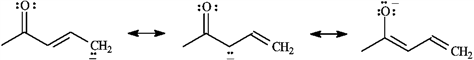 :O: :O: :Ö: −
CH₂ CH₂ CH₂
− −